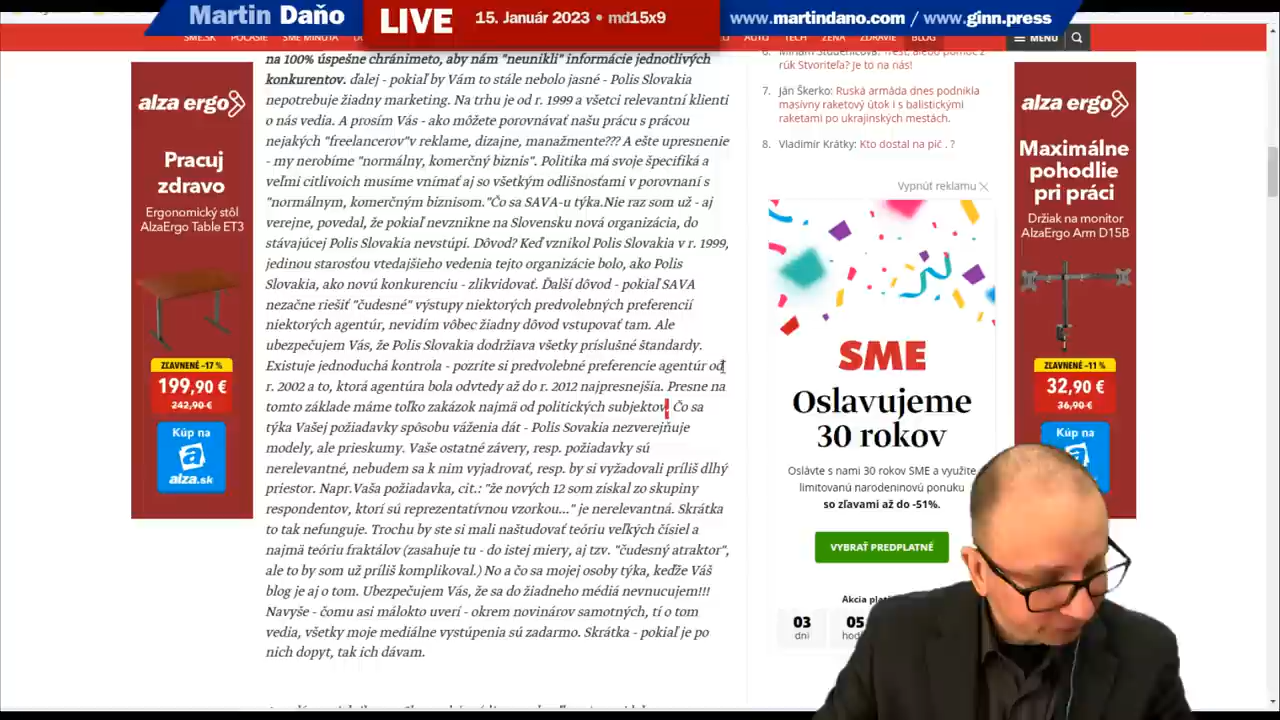 Martin Daňo
LIVE
15. Január 2023 • md15x9
www.martindano.com / www.ginn.press
SME.SK POČASIE SME MINÚTA
AUTO TECH ŽENA ZDRAVIE BLOG
MENU
na 100% úspešne chránimeto, aby nám "neunikli" informácie jednotlivých
konkurentov. ďalej - pokiaľ by Vám to stále nebolo jasné - Polis Slovakia
nepotrebuje žiadny marketing. Na trhu je od r. 1999 a všetci relevantní klienti
o nás vedia. A prosím Vás - ako môžete porovnávať našu prácu s prácou
nejakých "freelancerov"v reklame, dizajne, manažmente??? A ešte upresnenie
- my nerobíme "normálny, komerčný biznis". Politika má svoje špecifiká a
veľmi citlivoich musíme vnímať aj so všetkým odlišnosťami v porovnaní s
"normálnym, komerčným biznisom."Čo sa SAVA-u týka.Nie raz som už - aj
verejne, povedal, že pokiaľ nevznikne na Slovensku nová organizácia, do
stávajúcej Polis Slovakia nevstúpi. Dôvod? Keď vznikol Polis Slovakia v r. 1999,
jedinou starosťou vtedajšieho vedenia tejto organizácie bolo, ako Polis
Slovakia, ako novú konkurenciu - zlikvidovať. Ďalší dôvod - pokiaľ SAVA
nezačne riešiť "čudesné" výstupy niektorých predvolebných preferencií
niektorých agentúr, nevidím vôbec žiadny dôvod vstupovať tam. Ale
ubezpečujem Vás, že Polis Slovakia dodržiava všetky príslušné štandardy.
Existuje jednoduchá kontrola - pozrite si predvolebné preferencie agentúr od
r. 2002 a to, ktorá agentúra bola odvtedy až do r. 2012 najpresnejšia. Presne na
tomto základe máme toľko zakázok najmä od politických subjektov. Čo sa
týka Vašej požiadavky spôsobu váženia dát - Polis Sovakia nezverejňuje
modely, ale prieskumy. Vaše ostatné závery, resp. požiadavky sú
nerelevantné, nebudem sa k nim vyjadrovať, resp. by si vyžadovali príliš dlhý
priestor. Napr.Vaša požiadavka, cit.: "že nových 12 som získal zo skupiny
respondentov, ktorí sú reprezentatívnou vzorkou..." je nerelevantná. Skrátka
to tak nefunguje. Trochu by ste si mali naštudovať teóriu veľkých čísiel a
najmä teóriu fraktálov (zasahuje tu - do istej miery, aj tzv. "čudesný atraktor",
ale to by som už príliš komplikoval.) No a čo sa mojej osoby týka, keďže Váš
blog je aj o tom. Ubezpečujem Vás, že sa do žiadneho médiá nevnucujem!!!
Navyše - čomu asi málokto uverí - okrem novinárov samotných, tí o tom
vedia, všetky moje mediálne vystúpenia sú zadarmo. Skrátka - pokiaľ je po
nich dopyt, tak ich dávam.
rúk Stvoriteľa? Je to na nás!
7. Ján Škerko: Ruská armáda dnes podnikla
masívny raketový útok i s balistickými
raketami po ukrajinských mestách.
8. Vladimír Krátky: Kto dostal na pič . ?
Vypnúť reklamu
SME
Oslavujeme
30 rokov
Oslávte s nami 30 rokov SME a využite
limitovanú narodeninovú ponuku
so zľavami až do -51%.
VYBRAŤ PREDPLATNÉ
Akcia
03
dni
05
alza ergo
Pracuj
zdravo
Ergonomický stôl
AlzaErgo Table ET3
ZĽAVNENÉ -17 %
199,90 €
242,90 €
Kúp na
alza.sk
alza ergo
Maximálne
pohodlie
pri práci
Držiak na monitor
AlzaErgo Arm D15B
ZĽAVNENÉ -11 %
32,90 €
36,90 €
Kúp na